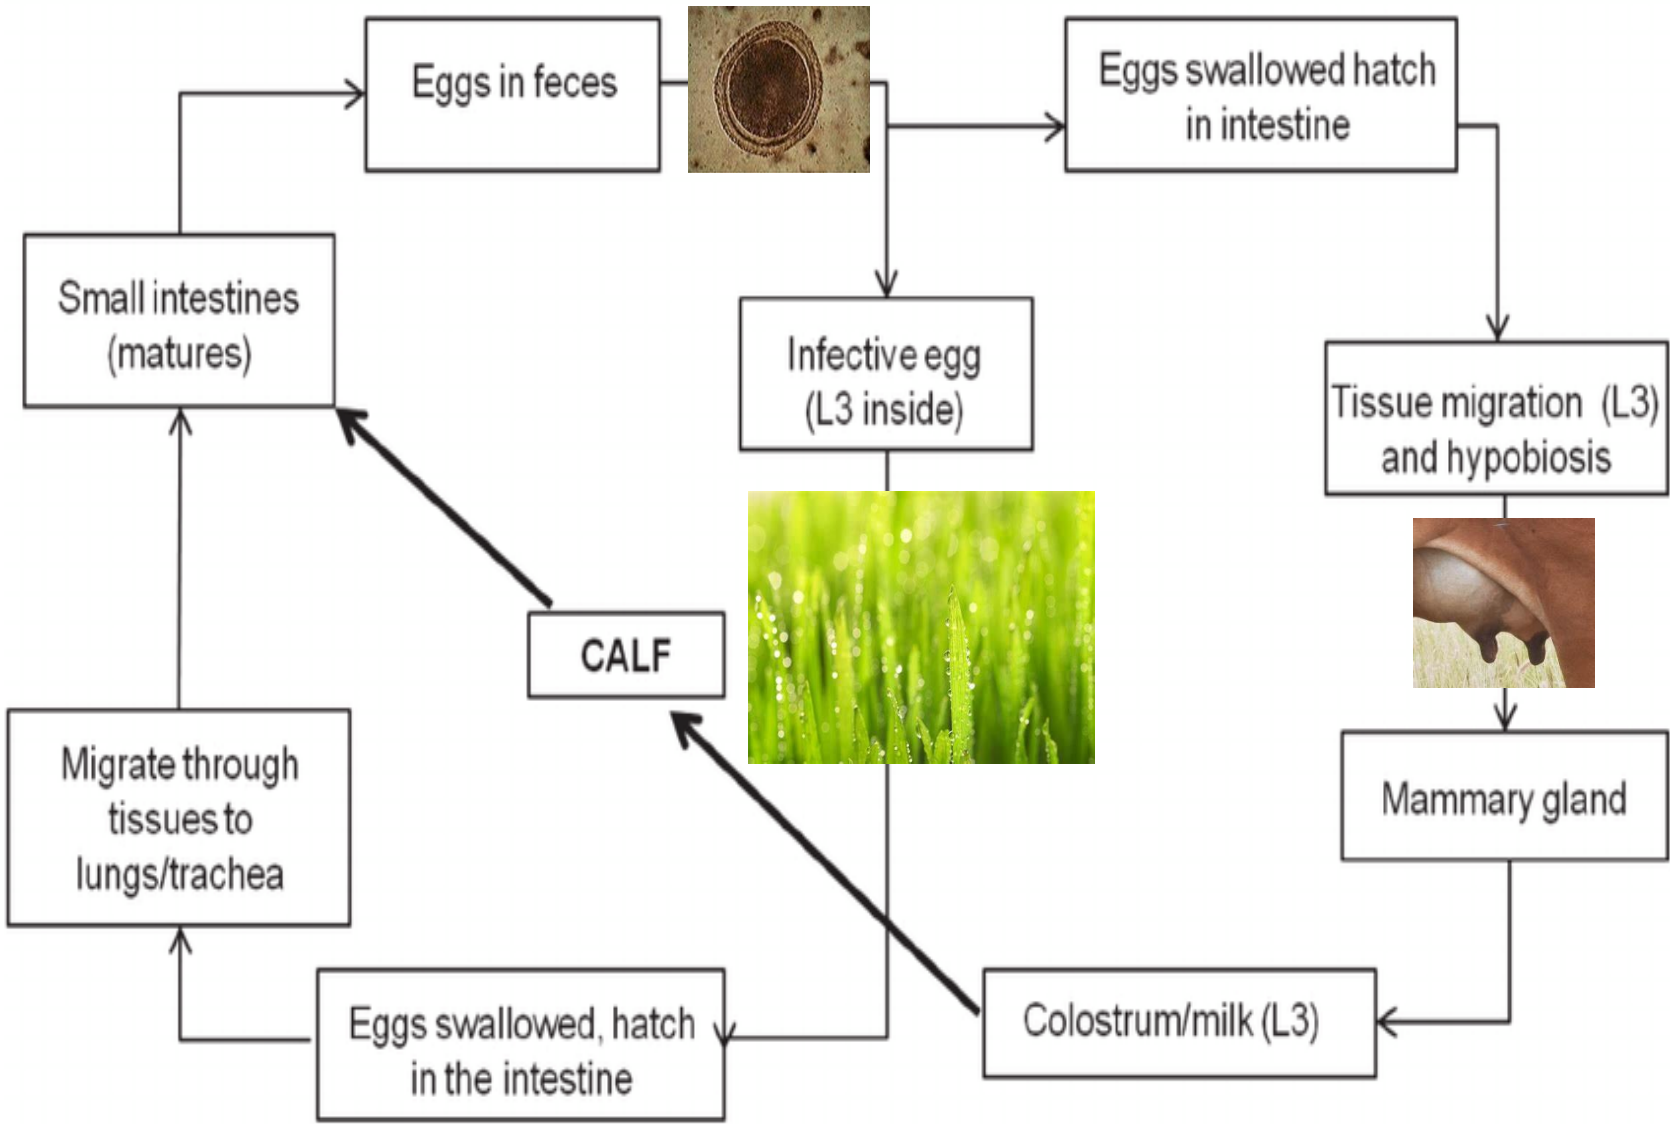 Eggs in feces
Eggs swallowed hatch
in intestine
Small intestines
(matures)
Infective egg
(L3 inside)
Tissue migration (L3)
and hypobiosis
CALF
Migrate through
tissues to
lungs/trachea
Mammary gland
Eggs swallowed, hatch
in the intestine
Colostrum/milk (L3)